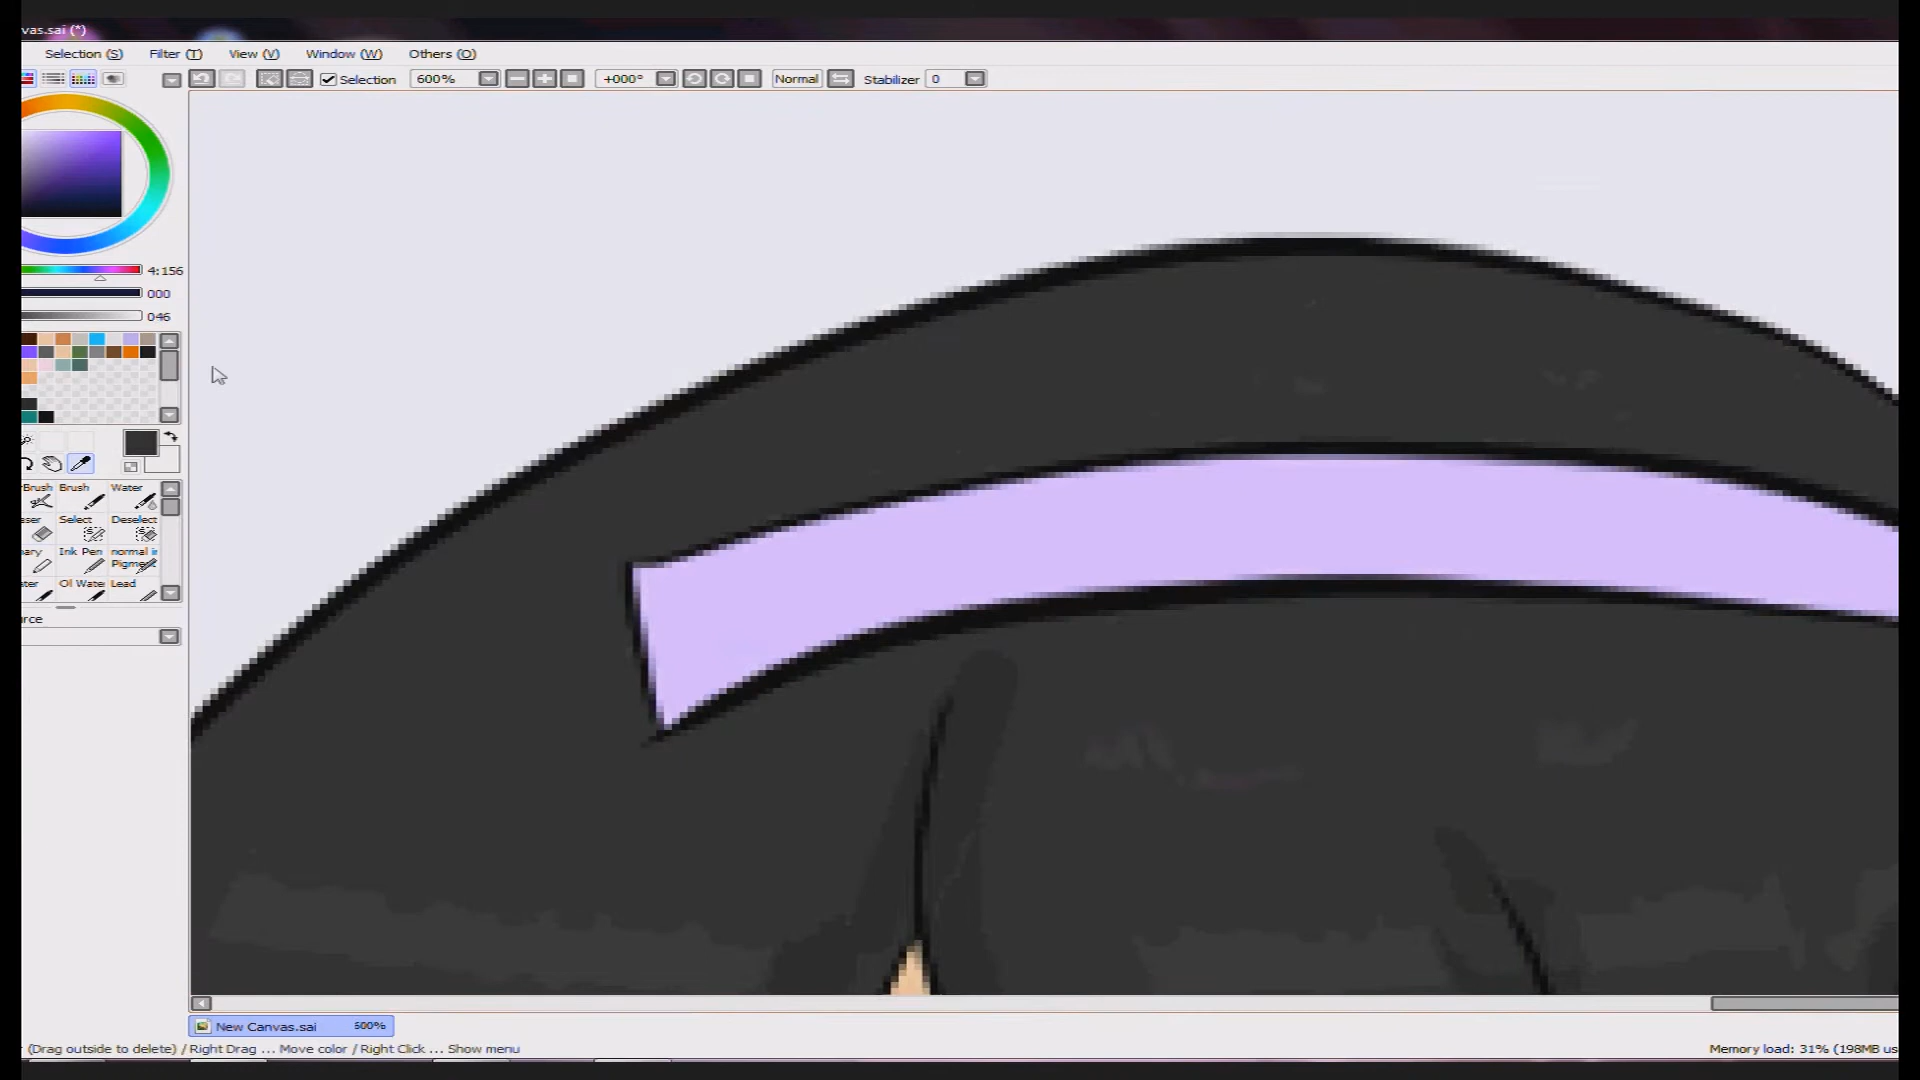 vas.sai (*)
Selection (S) Filter (T) View (V) Window (W) Others (O)
Selection 600% +000° Normal Stabilizer 0
4:156
000
046
Brush Brush Water
ser Select Deselect
ary Ink Pen normal ir
Pigment
ter Oil Water Lead
rce
New Canvas.sai 600%
(Drag outside to delete) / Right Drag ... Move color / Right Click ... Show menu
Memory load: 31% (198MB us